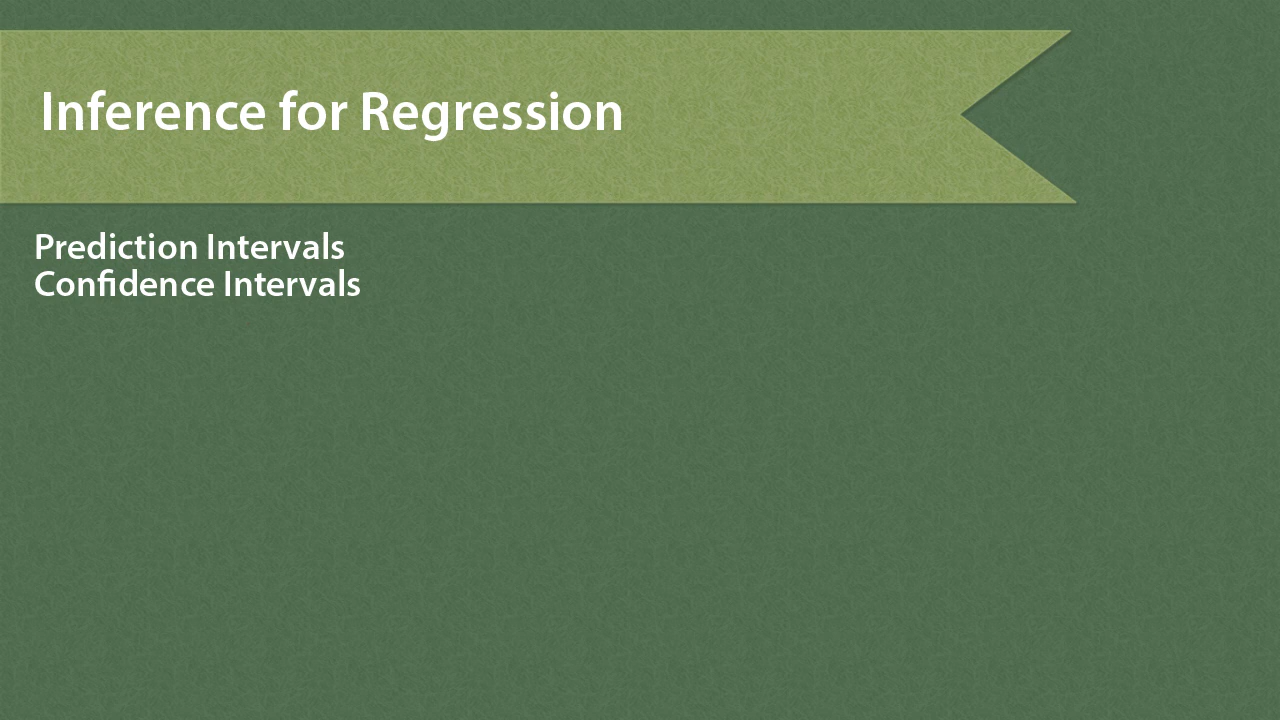 Inference for Regression
Prediction Intervals
Confidence Intervals